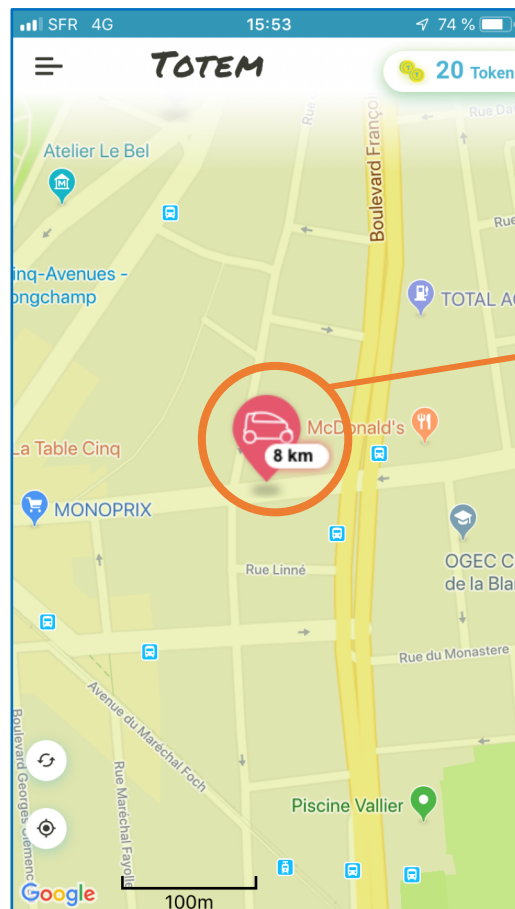 SFR 4G 15:53 74 %
TOTEM
20 Token
Atelier Le Bel
Boulevard Françoi
Rue Da
Rue
inq-Avenues -
ongchamp
TOTAL AC
McDonald's
8 km
La Table Cinq
MONOPRIX
OGEC C
de la Bla
Rue Linné
Rue du Monastere
Avenue du Maréchal Foch
Boulevard Georges Clemenc
Rue Maréchal Fayolle
Piscine Vallier
Google
100m